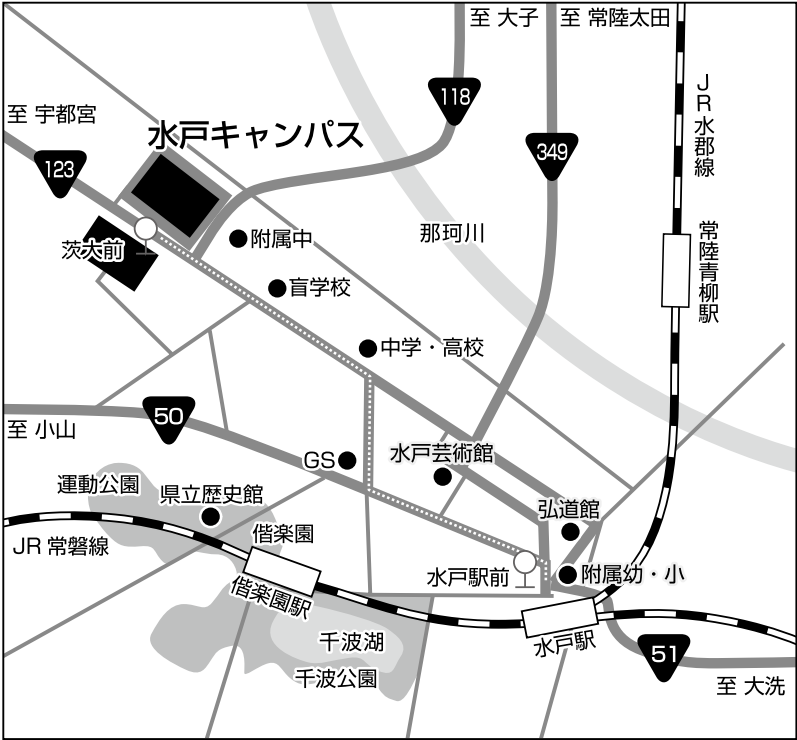 至 大子
至 常陸太田
JR水郡線
118
至 宇都宮
水戸キャンパス
123
349
茨大前
附属中
那珂川
常陸青柳駅
盲学校
中学・高校
50
至 小山
GS
水戸芸術館
運動公園
県立歴史館
弘道館
偕楽園
JR 常磐線
水戸駅前
附属幼・小
偕楽園駅
千波湖
水戸駅
51
千波公園
至 大洗